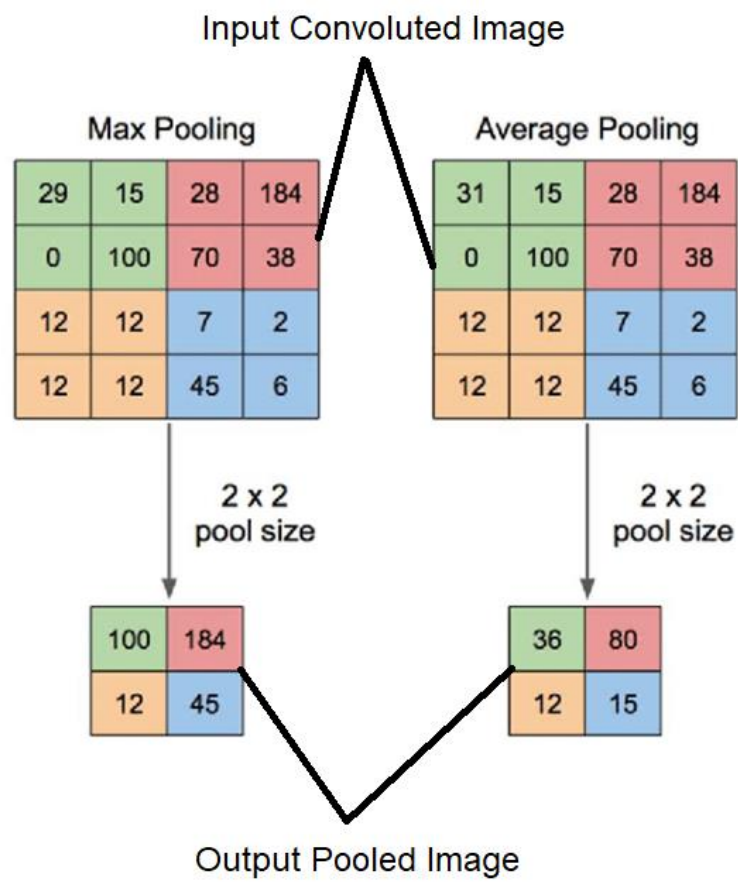 Input Convoluted Image
Max Pooling
29 15 28 184
0 100 70 38
12 12 7 2
12 12 45 6
2 x 2
pool size
100 184
12 45
Average Pooling
31 15 28 184
0 100 70 38
12 12 7 2
12 12 45 6
2 x 2
pool size
36 80
12 15
Output Pooled Image